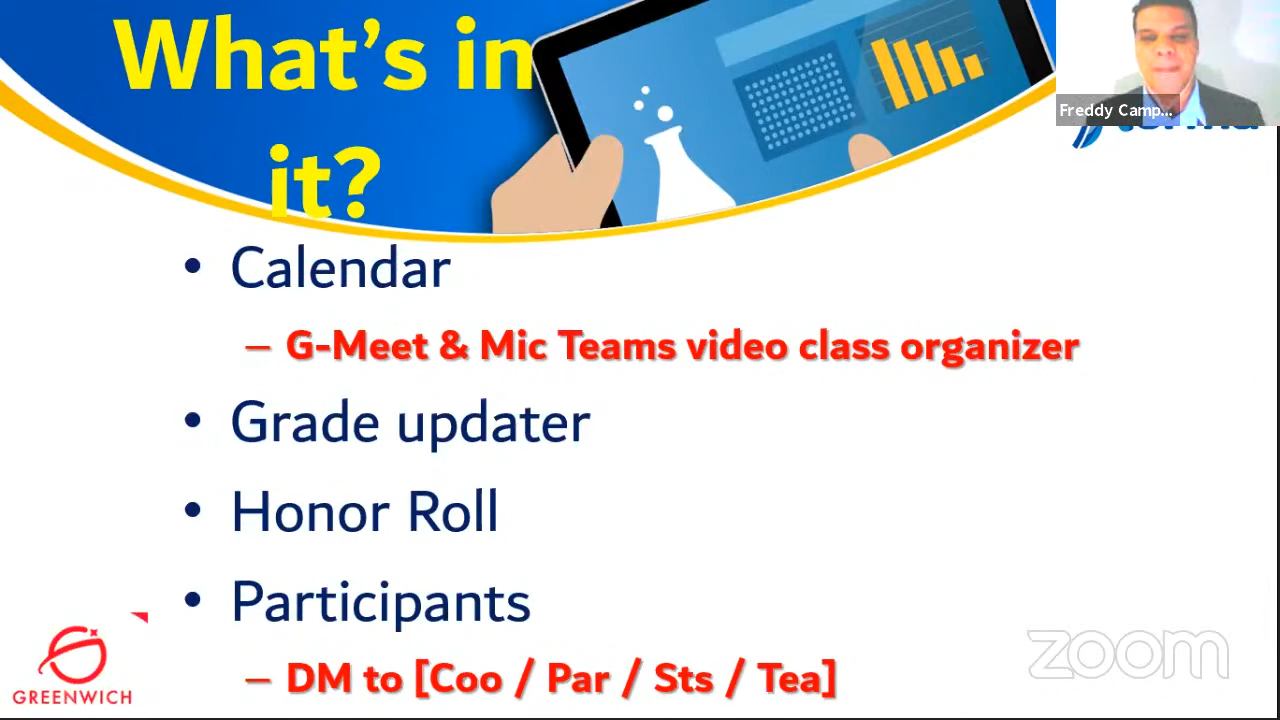 What's in
it?
Freddy Camp...
• Calendar
– G-Meet & Mic Teams video class organizer
• Grade updater
• Honor Roll
• Participants
– DM to [Coo / Par / Sts / Tea]
GREENWICH
zoom